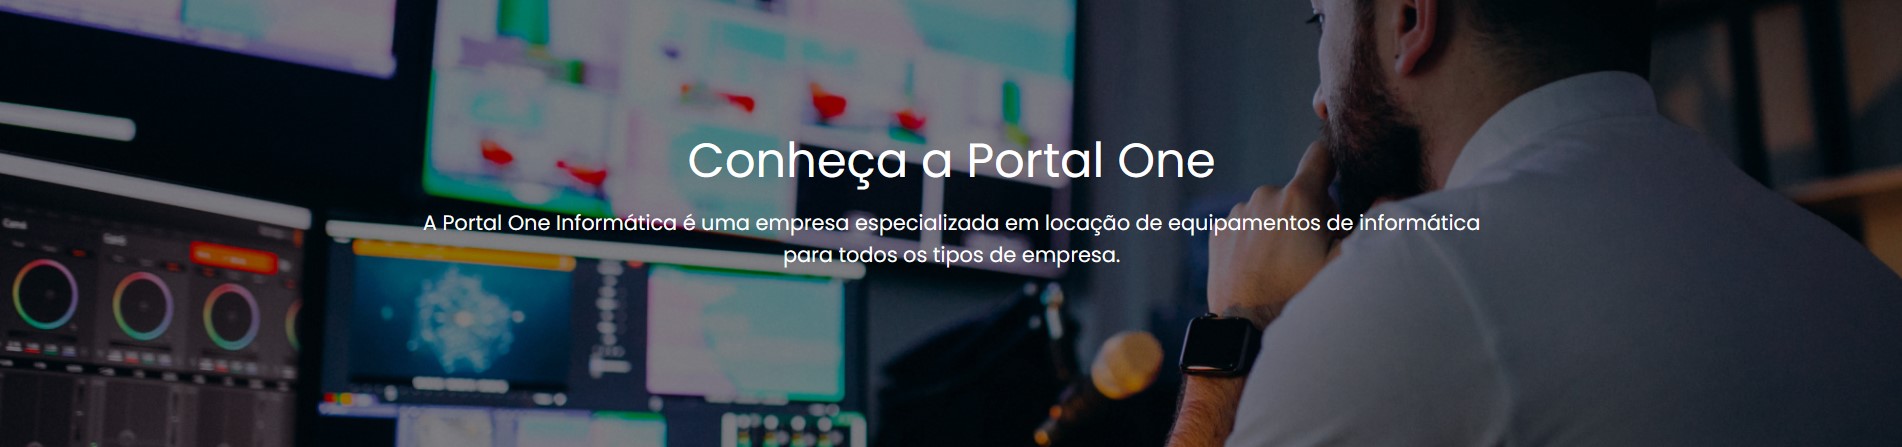 Conheça a Portal One
A Portal One Informática é uma empresa especializada em locação de equipamentos de informática
para todos os tipos de empresa.